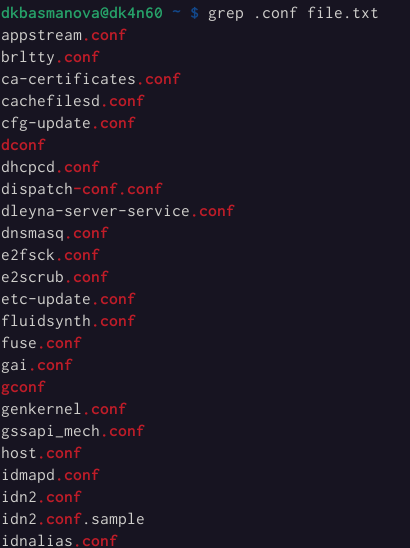 dkbasmanova@dk4n60 ~ $ grep .conf file.txt
appstream.conf
brltty.conf
ca-certificates.conf
cachefilesd.conf
cfg-update.conf
dconf
dhcpcd.conf
dispatch-conf.conf
dleyna-server-service.conf
dnsmasq.conf
e2fsck.conf
e2scrub.conf
etc-update.conf
fluidsynth.conf
fuse.conf
gai.conf
gconf
genkernel.conf
gssapi_mech.conf
host.conf
idmapd.conf
idn2.conf
idn2.conf.sample
idnalias.conf